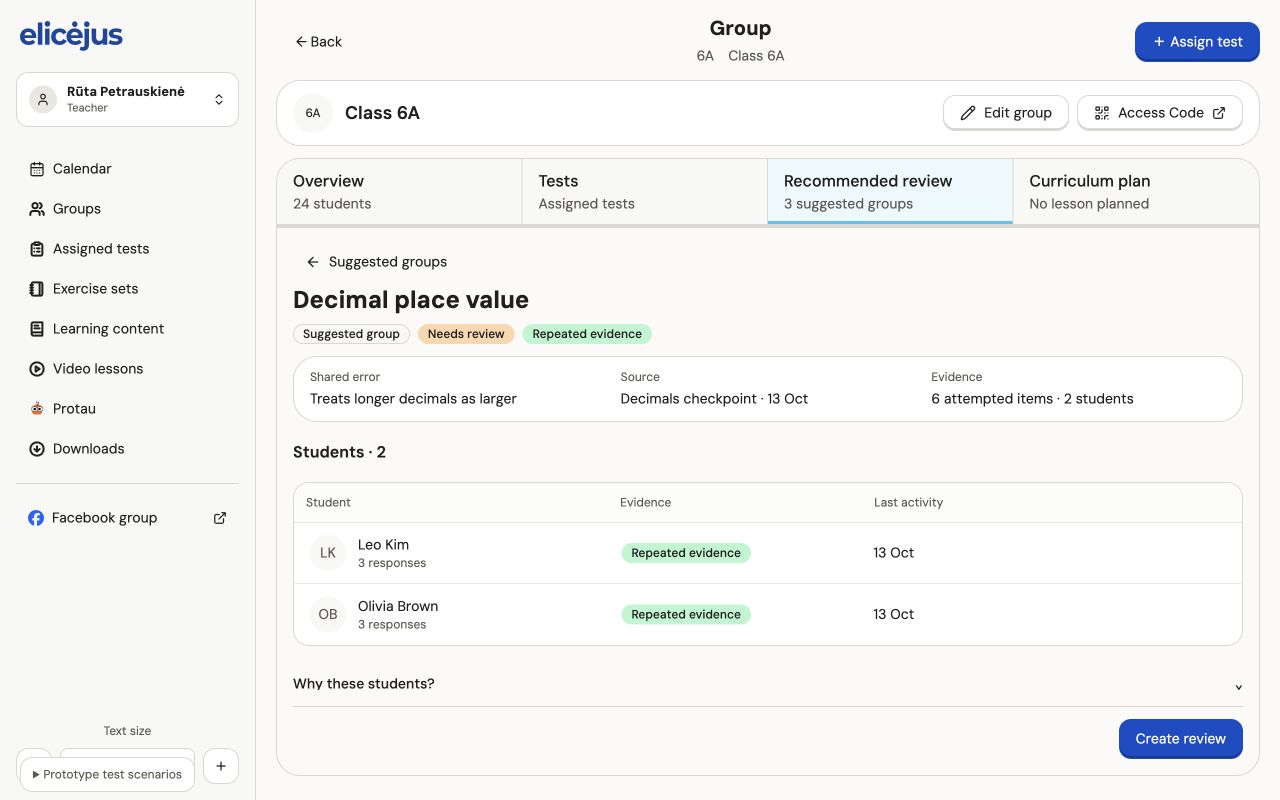 elicėjus
Rūta Petrauskienė
Teacher
Calendar
Groups
Assigned tests
Exercise sets
Learning content
Video lessons
Protau
Downloads
Facebook group
Text size
Prototype test scenarios
+
Back
Group
6A Class 6A
+ Assign test
6A Class 6A
Edit group
Access Code
Overview
24 students
Tests
Assigned tests
Recommended review
3 suggested groups
Curriculum plan
No lesson planned
Suggested groups
Decimal place value
Suggested group Needs review Repeated evidence
Shared error
Treats longer decimals as larger
Source
Decimals checkpoint · 13 Oct
Evidence
6 attempted items · 2 students
Students · 2
Student Evidence Last activity
LK Leo Kim
3 responses
Repeated evidence
13 Oct
OB Olivia Brown
3 responses
Repeated evidence
13 Oct
Why these students?
Create review